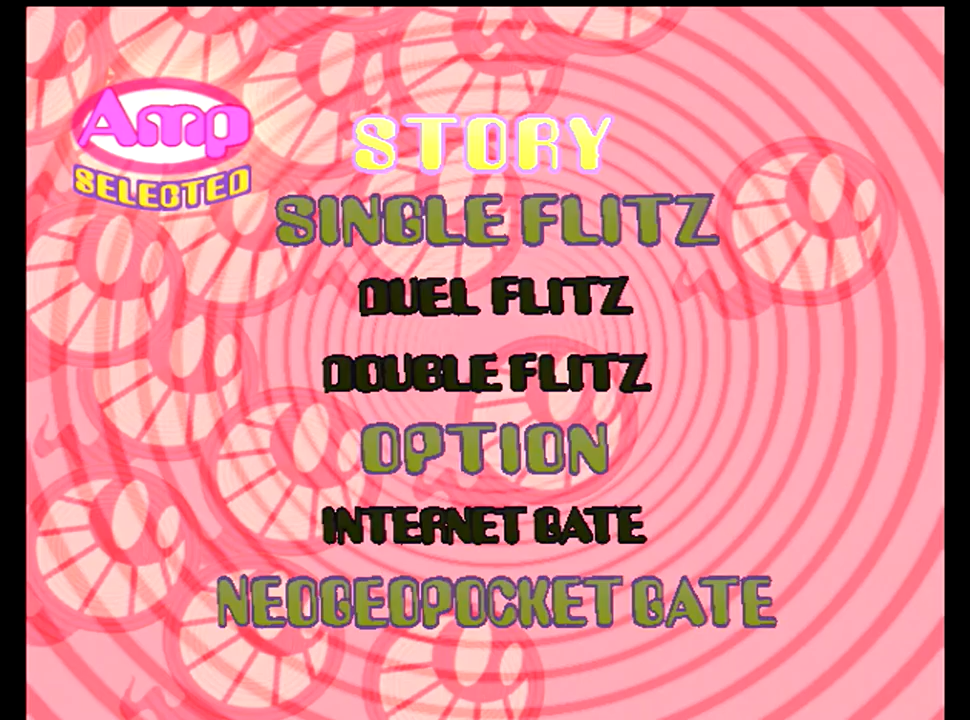 Amp
SELECTED
STORY
SINGLE FLITZ
DUEL FLITZ
DOUBLE FLITZ
OPTION
INTERNET GATE
NEOGEOPOCKET GATE